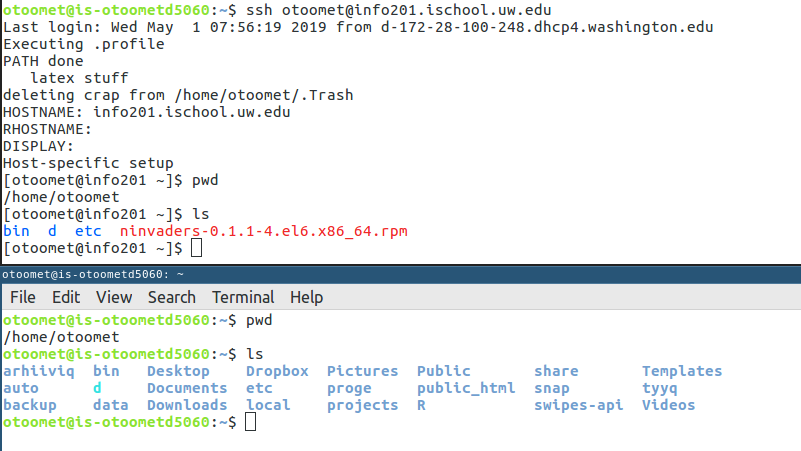 otoomet@is-otoometd5060:~$ ssh otoomet@info201.ischool.uw.edu
Last login: Wed May  1 07:56:19 2019 from d-172-28-100-248.dhcp4.washington.edu
Executing .profile
PATH done
   latex stuff
deleting crap from /home/otoomet/.Trash
HOSTNAME: info201.ischool.uw.edu
RHOSTNAME:
DISPLAY:
Host-specific setup
[otoomet@info201 ~]$ pwd
/home/otoomet
[otoomet@info201 ~]$ ls
bin  d  etc  ninvaders-0.1.1-4.el6.x86_64.rpm
[otoomet@info201 ~]$
otoomet@is-otoometd5060: ~
File Edit View Search Terminal Help
otoomet@is-otoometd5060:~$ pwd
/home/otoomet
otoomet@is-otoometd5060:~$ ls
arhiiviq  bin   Desktop    Dropbox  Pictures  Public       share       Templates
auto      d     Documents  etc      proge     public_html  snap        tyyq
backup    data  Downloads  local    projects  R            swipes-api  Videos
otoomet@is-otoometd5060:~$